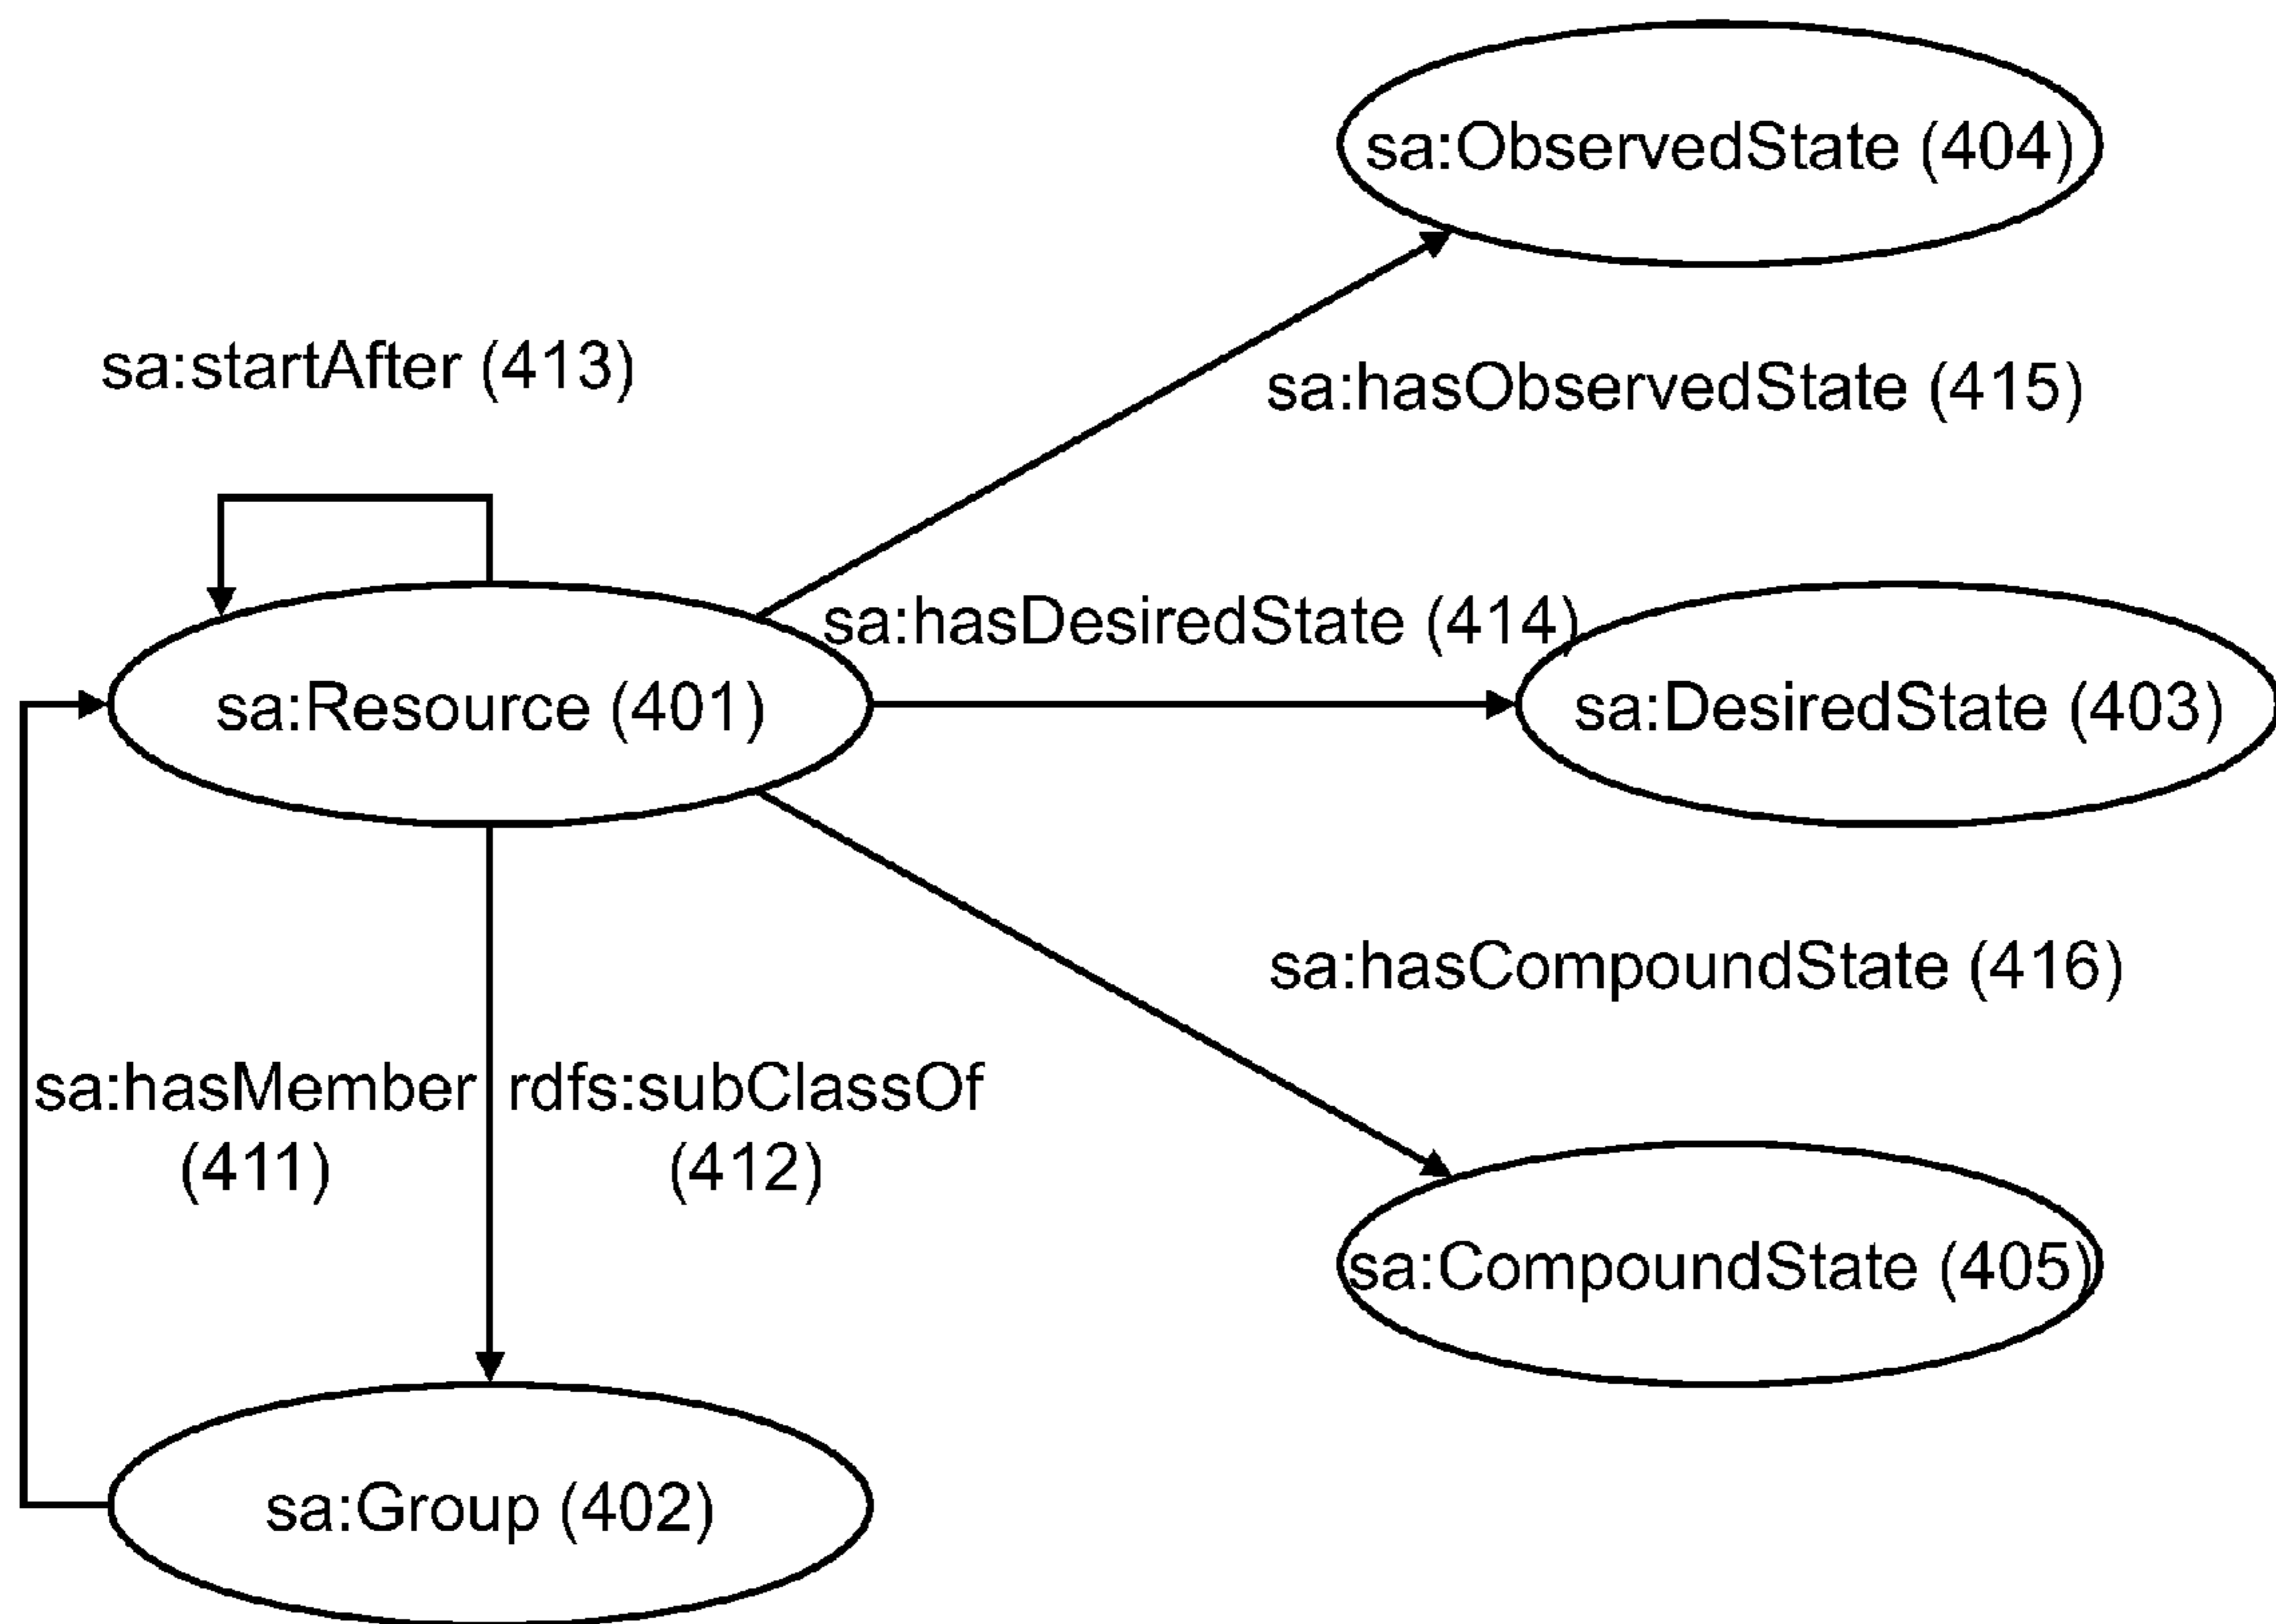 sa:ObservedState (404)
sa:startAfter (413)
sa:hasObservedState (415)
sa:hasDesiredState (414)
sa:Resource (401)
sa:DesiredState (403)
sa:hasCompoundState (416)
sa:hasMember
(411)
rdfs:subClassOf
(412)
sa:CompoundState (405)
sa:Group (402)